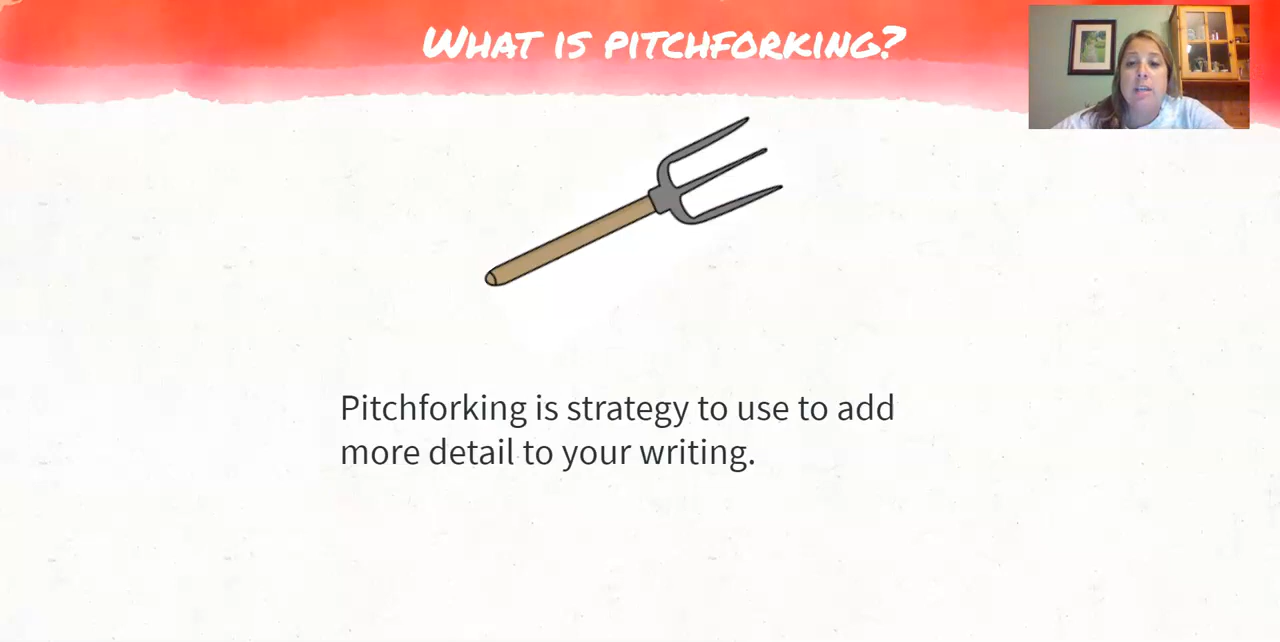 What is pitchforking?
Pitchforking is strategy to use to add
more detail to your writing.